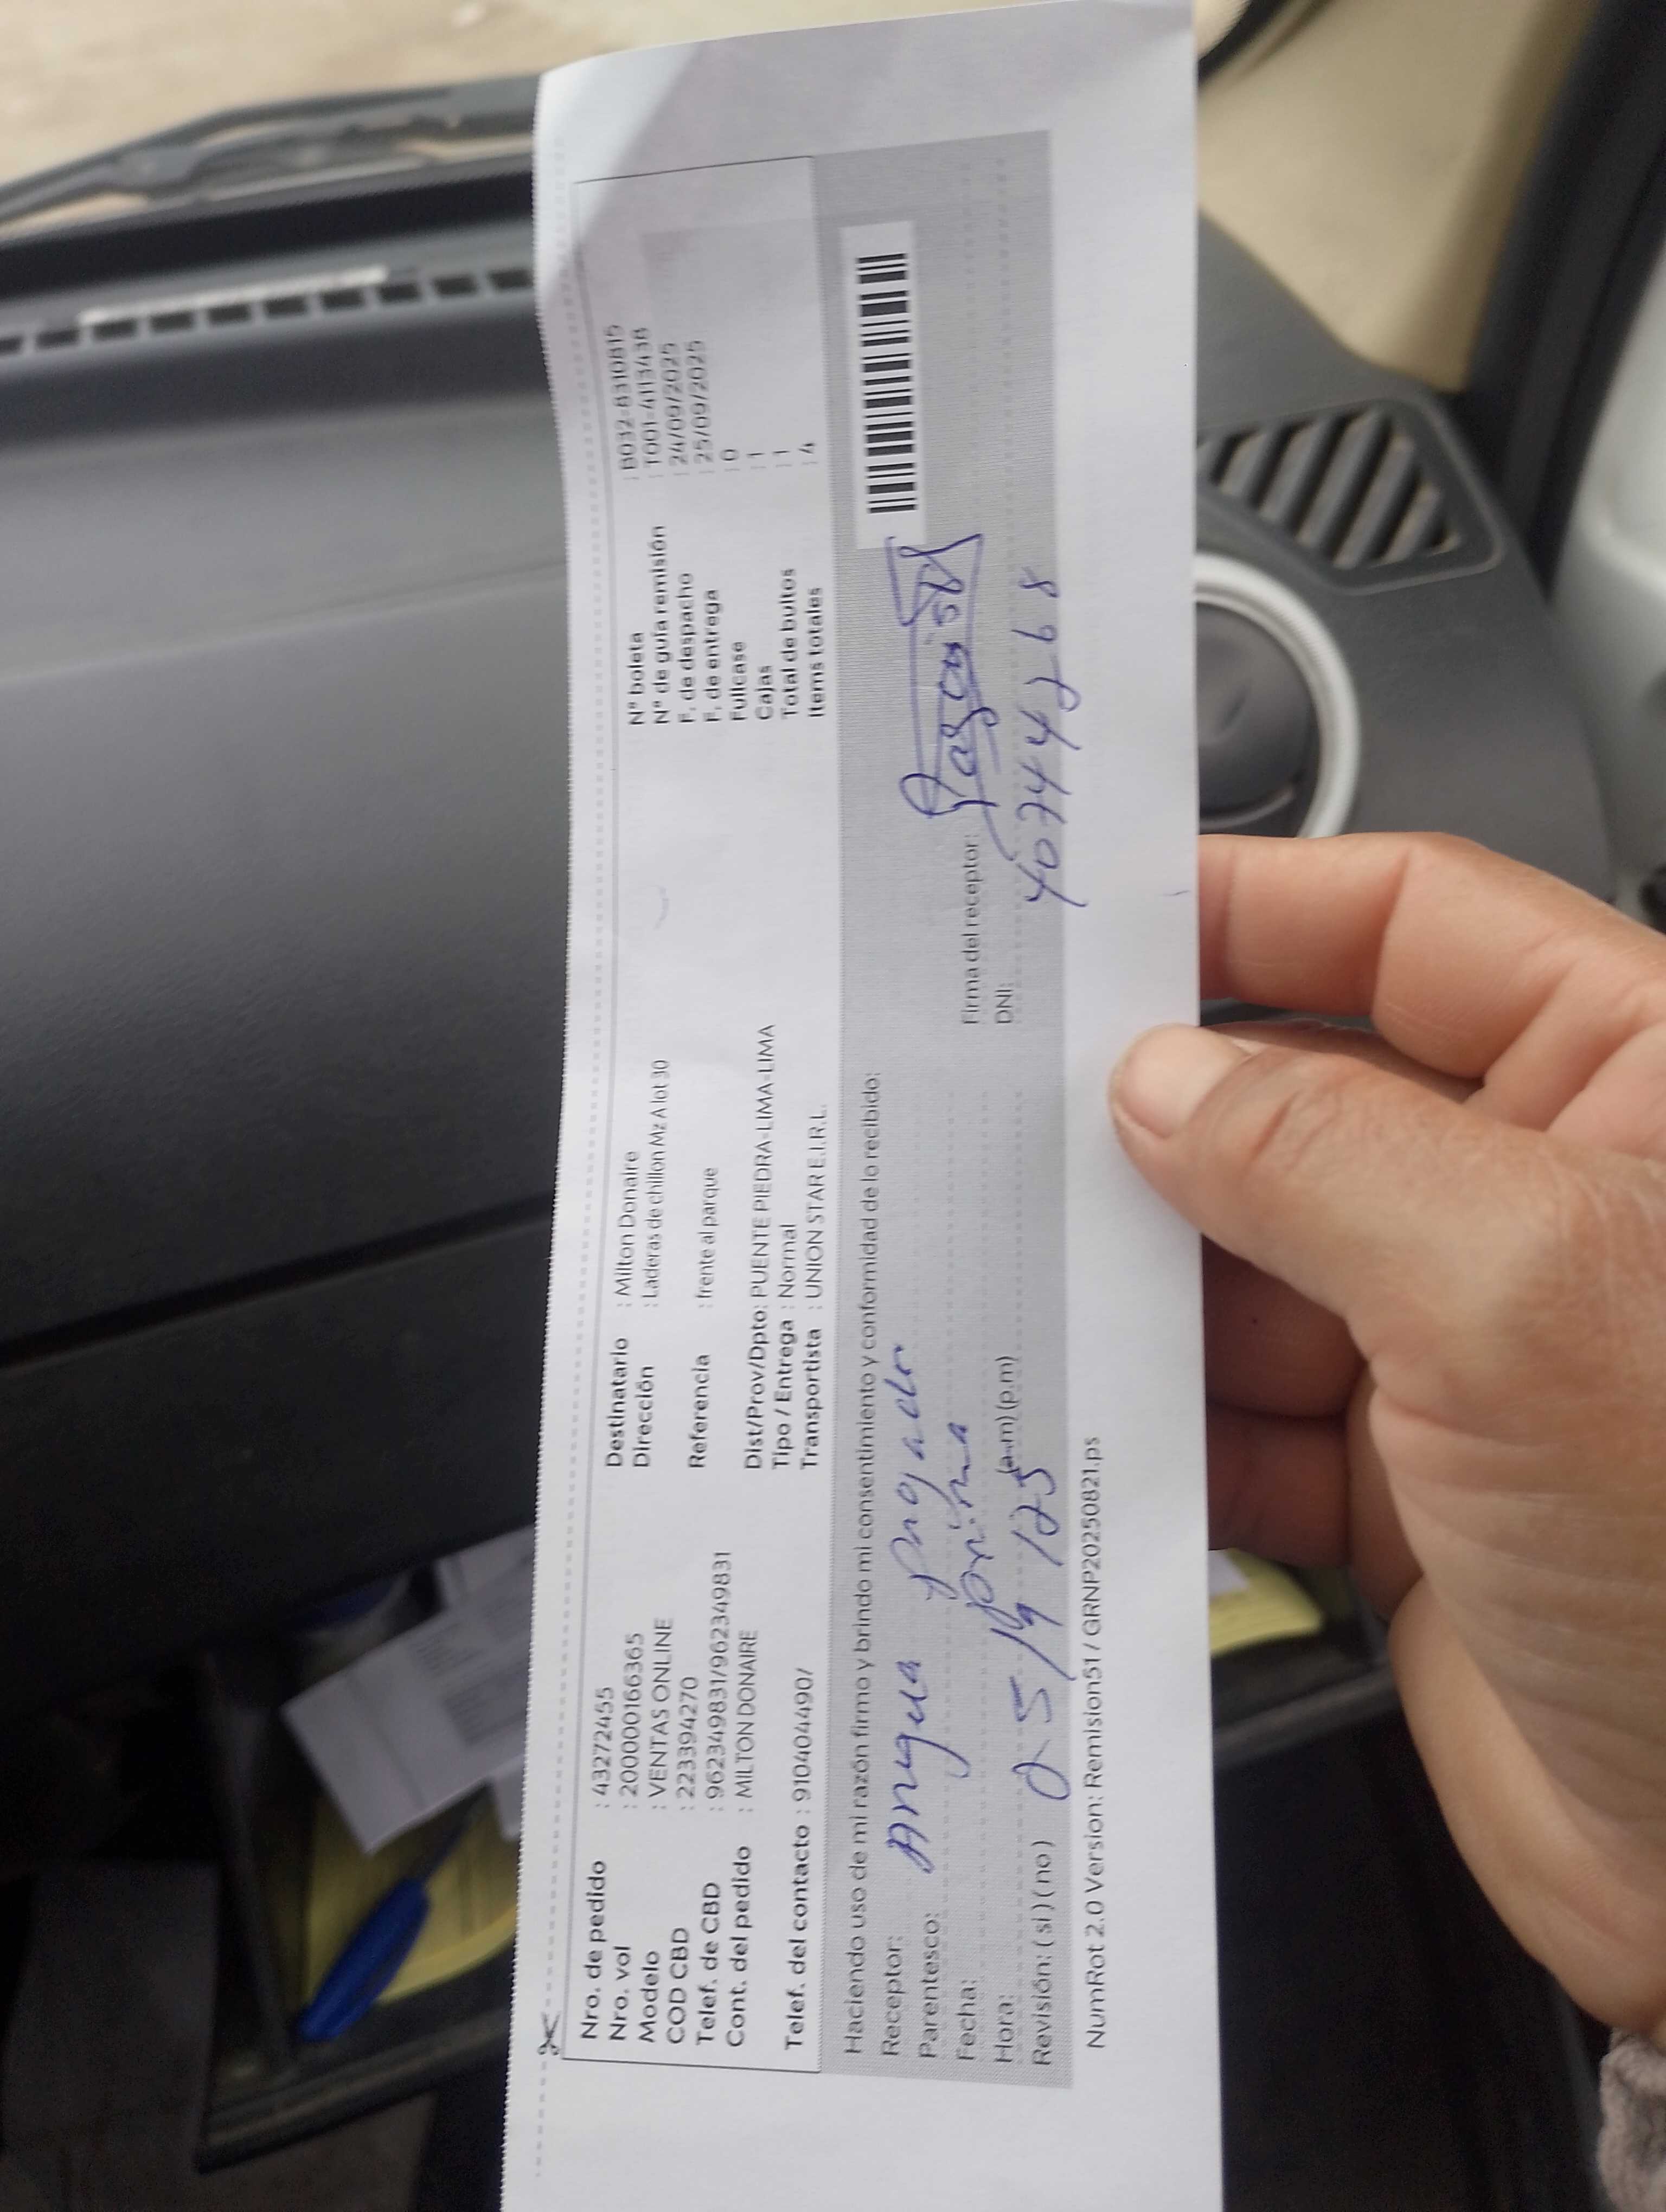 Nro. de pedido : 43272455
Nro. vol : 200000166365
Modelo : VENTAS ONLINE
COD CBD : 223394270
Telef. de CBD : 962349831/962349831
Cont. del pedido : MILTON DONAIRE
Telef. del contacto : 910404490/
Destinatario : Milton Donaire
Dirección : Laderas de chillon Mz A lot 30
Referencia : frente al parque
Dist/Prov/Dpto: PUENTE PIEDRA-LIMA-LIMA
Tipo / Entrega : Normal
Transportista : UNION STAR E.I.R.L.
N° boleta : B032-8310815
N° de guía remisión : T001-4113438
F. de despacho : 24/09/2025
F. de entrega : 25/09/2025
Fullcase : 0
Cajas : 1
Total de bultos : 1
Items totales : 4
Haciendo uso de mi razón firmo y brindo mi consentimiento y conformidad de lo recibido:
Receptor:
Parentesco: prima
Fecha: 25/9/25
Hora: (a.m) (p.m)
Revisión: ( si ) ( no )
Firma del receptor:
DNI:
NumRot 2.0 Version: Remision51 / GRNP20250821.ps